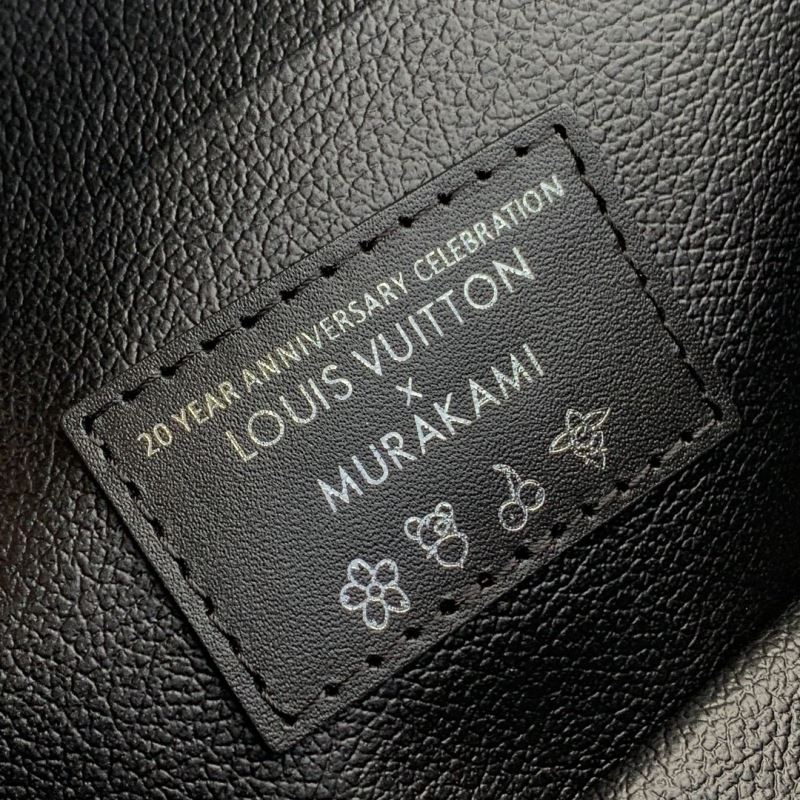 20 YEAR ANNIVERSARY CELEBRATION
LOUIS VUITTON
x
MURAKAMI